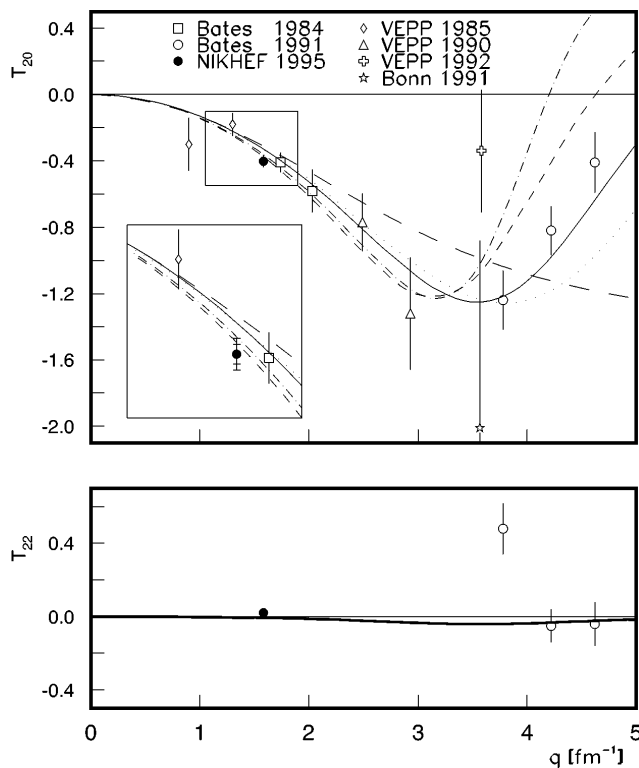 0.4
T20
Bates 1984
Bates 1991
NIKHEF 1995
VEPP 1985
VEPP 1990
VEPP 1992
Bonn 1991
0.0
-0.4
-0.8
-1.2
-1.6
-2.0
T22
0.4
0.0
-0.4
0 1 2 3 4 5
q [fm⁻¹]